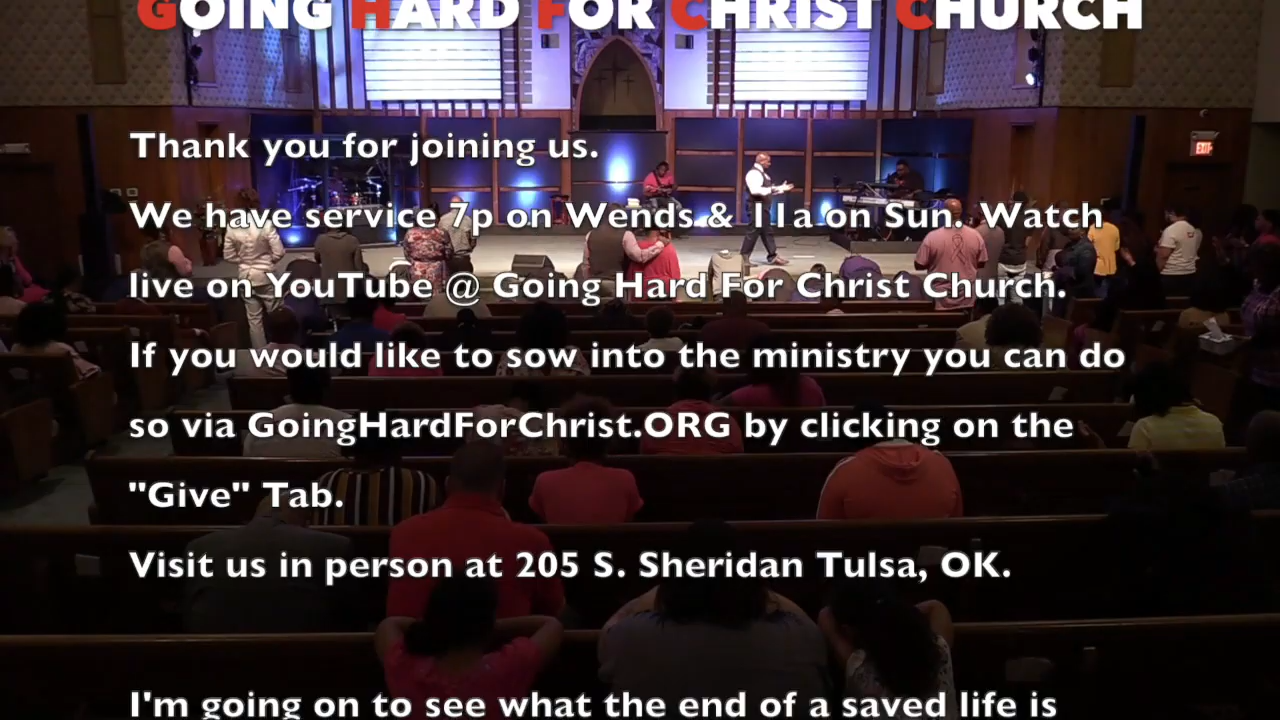 GOING HARD FOR CHRIST CHURCH
Thank you for joining us.
We have service 7p on Wends & 11a on Sun. Watch
live on YouTube @ Going Hard For Christ Church.
If you would like to sow into the ministry you can do
so via GoingHardForChrist.ORG by clicking on the
"Give" Tab.
Visit us in person at 205 S. Sheridan Tulsa, OK.
I'm going on to see what the end of a saved life is
EXIT